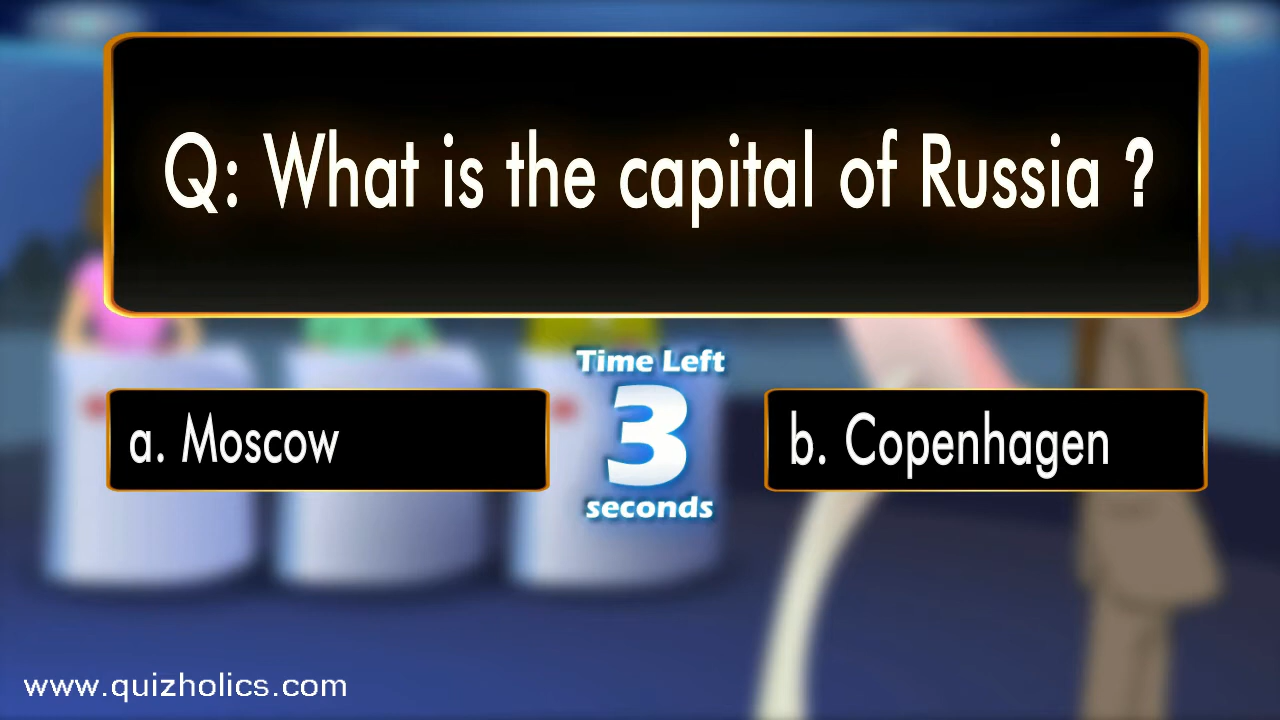 Q: What is the capital of Russia ?
Time Left
3
seconds
a. Moscow
b. Copenhagen
www.quizholics.com